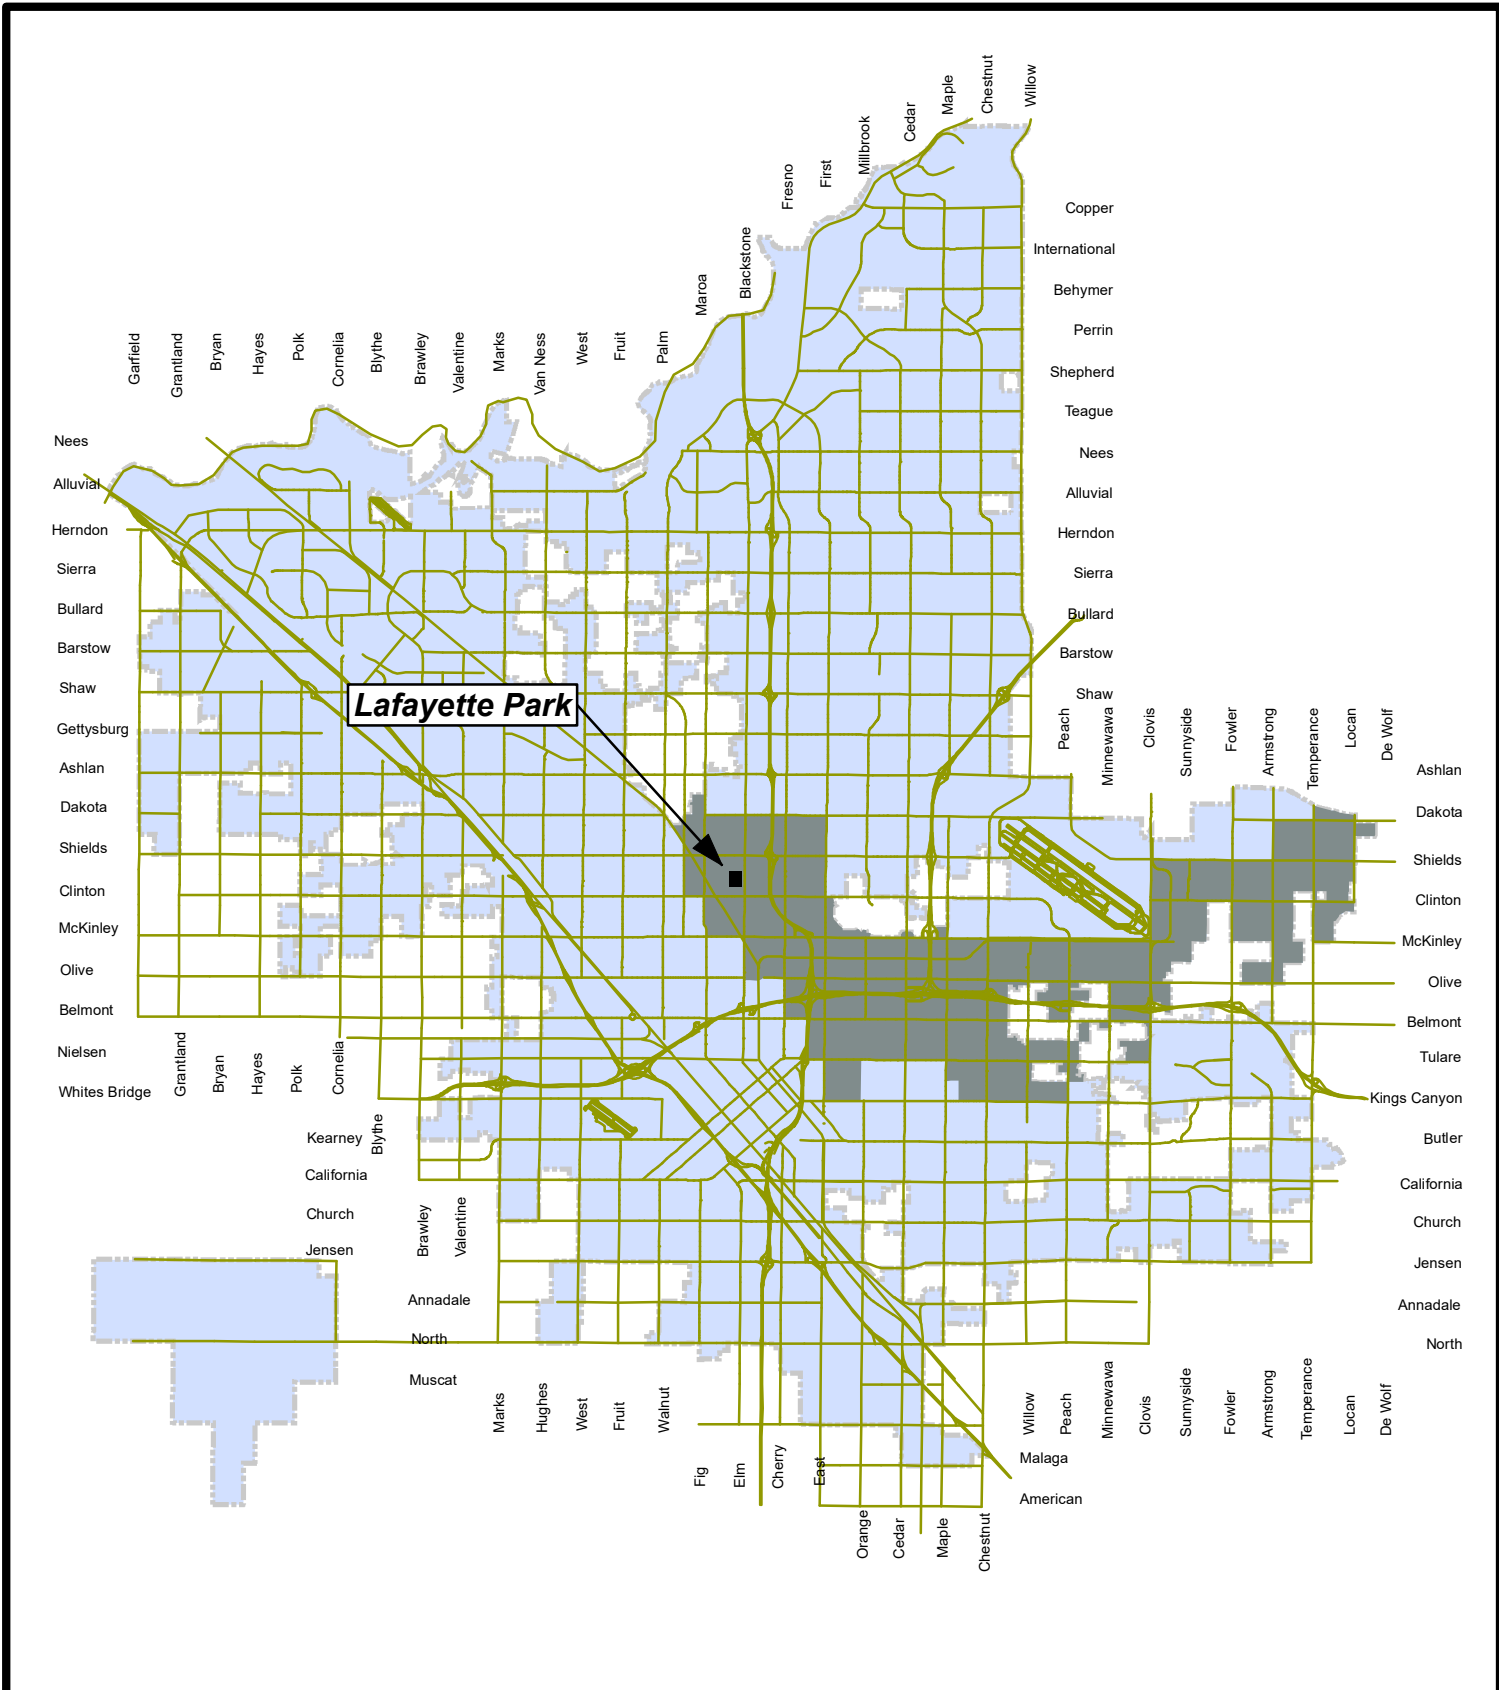 Chestnut
Willow
Maple
Cedar
Millbrook
First
Fresno
Copper
International
Blackstone
Behymer
Maroa
Perrin
Garfield
Grantland
Bryan
Hayes
Polk
Cornelia
Blythe
Brawley
Valentine
Marks
Van Ness
West
Fruit
Palm
Shepherd
Teague
Nees
Nees
Alluvial
Alluvial
Herndon
Herndon
Sierra
Sierra
Bullard
Bullard
Barstow
Barstow
Shaw
Shaw
Lafayette Park
Gettysburg
Peach
Minnewawa
Clovis
Sunnyside
Fowler
Armstrong
Temperance
Locan
De Wolf
Ashlan
Ashlan
Dakota
Dakota
Shields
Shields
Clinton
Clinton
McKinley
McKinley
Olive
Olive
Belmont
Belmont
Nielsen
Tulare
Whites Bridge
Grantland
Bryan
Hayes
Polk
Cornelia
Kings Canyon
Kearney
Blythe
Butler
California
California
Church
Brawley
Valentine
Church
Jensen
Jensen
Annadale
Annadale
North
North
Muscat
Marks
Hughes
West
Fruit
Walnut
Willow
Peach
Minnewawa
Clovis
Sunnyside
Fowler
Armstrong
Temperance
Locan
De Wolf
Fig
Elm
Cherry
East
Malaga
American
Orange
Cedar
Maple
Chestnut